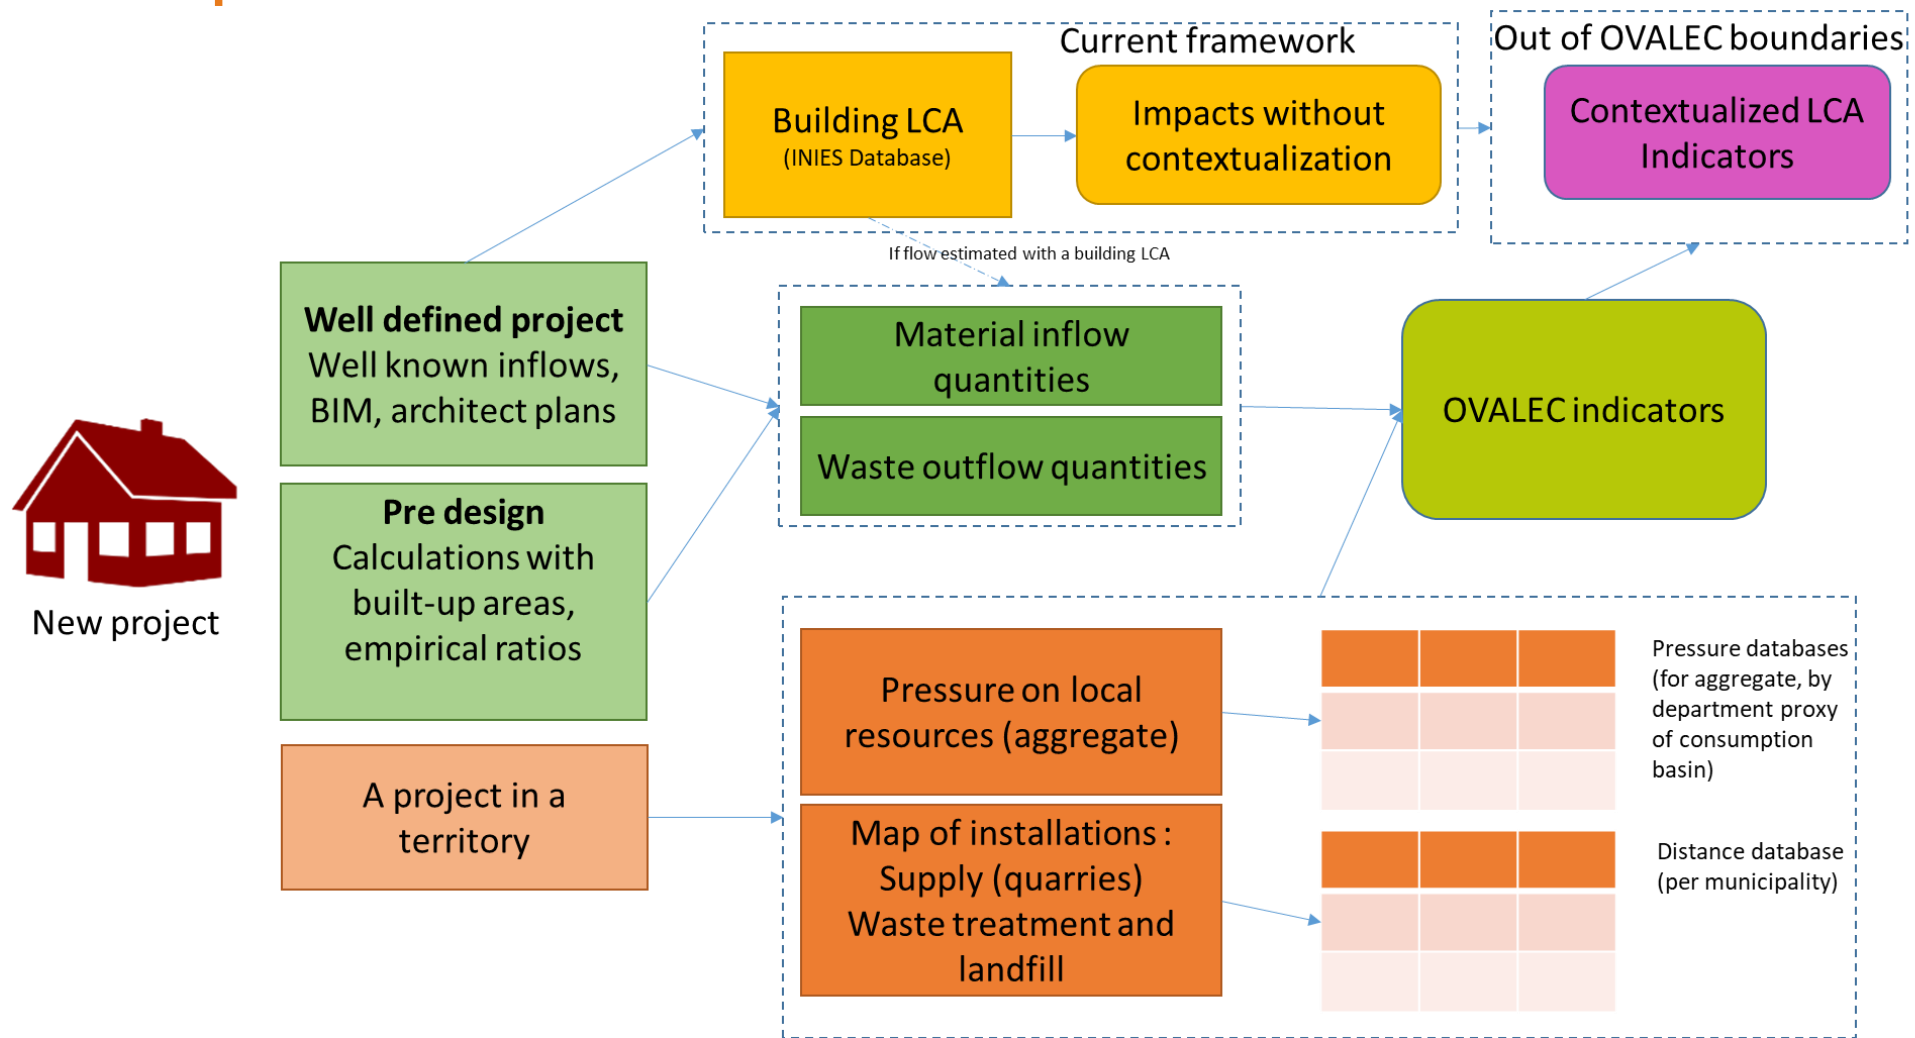 Current framework
Out of OVALEC boundaries
Building LCA
(INIES Database)
Impacts without
contextualization
Contextualized LCA
Indicators
If flow estimated with a building LCA
Well defined project
Well known inflows,
BIM, architect plans
Material inflow
quantities
Waste outflow quantities
OVALEC indicators
Pre design
Calculations with
built-up areas,
empirical ratios
New project
A project in a
territory
Pressure on local
resources (aggregate)
Map of installations :
Supply (quarries)
Waste treatment and
landfill
Pressure databases
(for aggregate, by
department proxy
of consumption
basin)
Distance database
(per municipality)